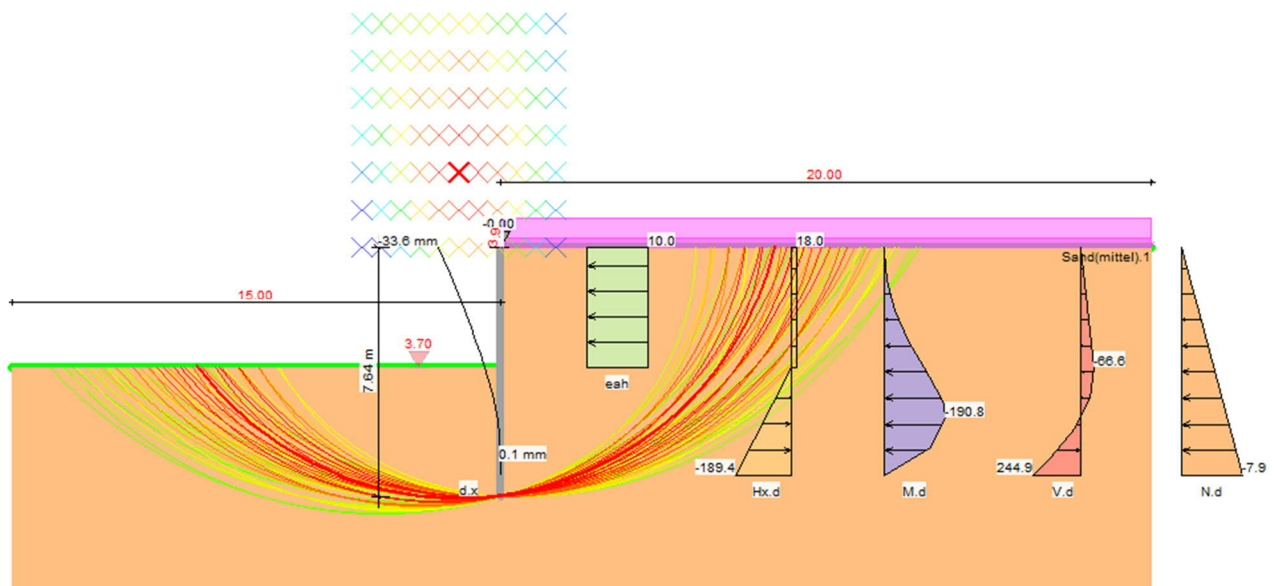 20.00
-0.00
3.9
-33.6 mm
10.0
18.0
Sand(mittel).1
15.00
3.70
7.64 m
eah
-66.6
-190.8
0.1 mm
-189.4
244.9
-7.9
d.x
Hx.d
M.d
V.d
N.d